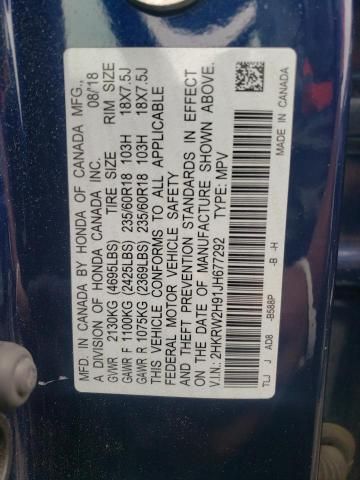 MFD. IN CANADA BY HONDA OF CANADA MFG.,
A DIVISION OF HONDA CANADA INC. 08/18
GVWR 2130KG (4695LBS) TIRE SIZE RIM SIZE
GAWR F 1100KG (2425LBS) 235/60R18 103H 18X7.5J
GAWR R 1075KG (2369LBS) 235/60R18 103H 18X7.5J
THIS VEHICLE CONFORMS TO ALL APPLICABLE
FEDERAL MOTOR VEHICLE SAFETY
AND THEFT PREVENTION STANDARDS IN EFFECT
ON THE DATE OF MANUFACTURE SHOWN ABOVE.
V.I.N.: 2HKRW2H91JH677292 TYPE: MPV
TLJ J AD8 -B588P -B -H MADE IN CANADA